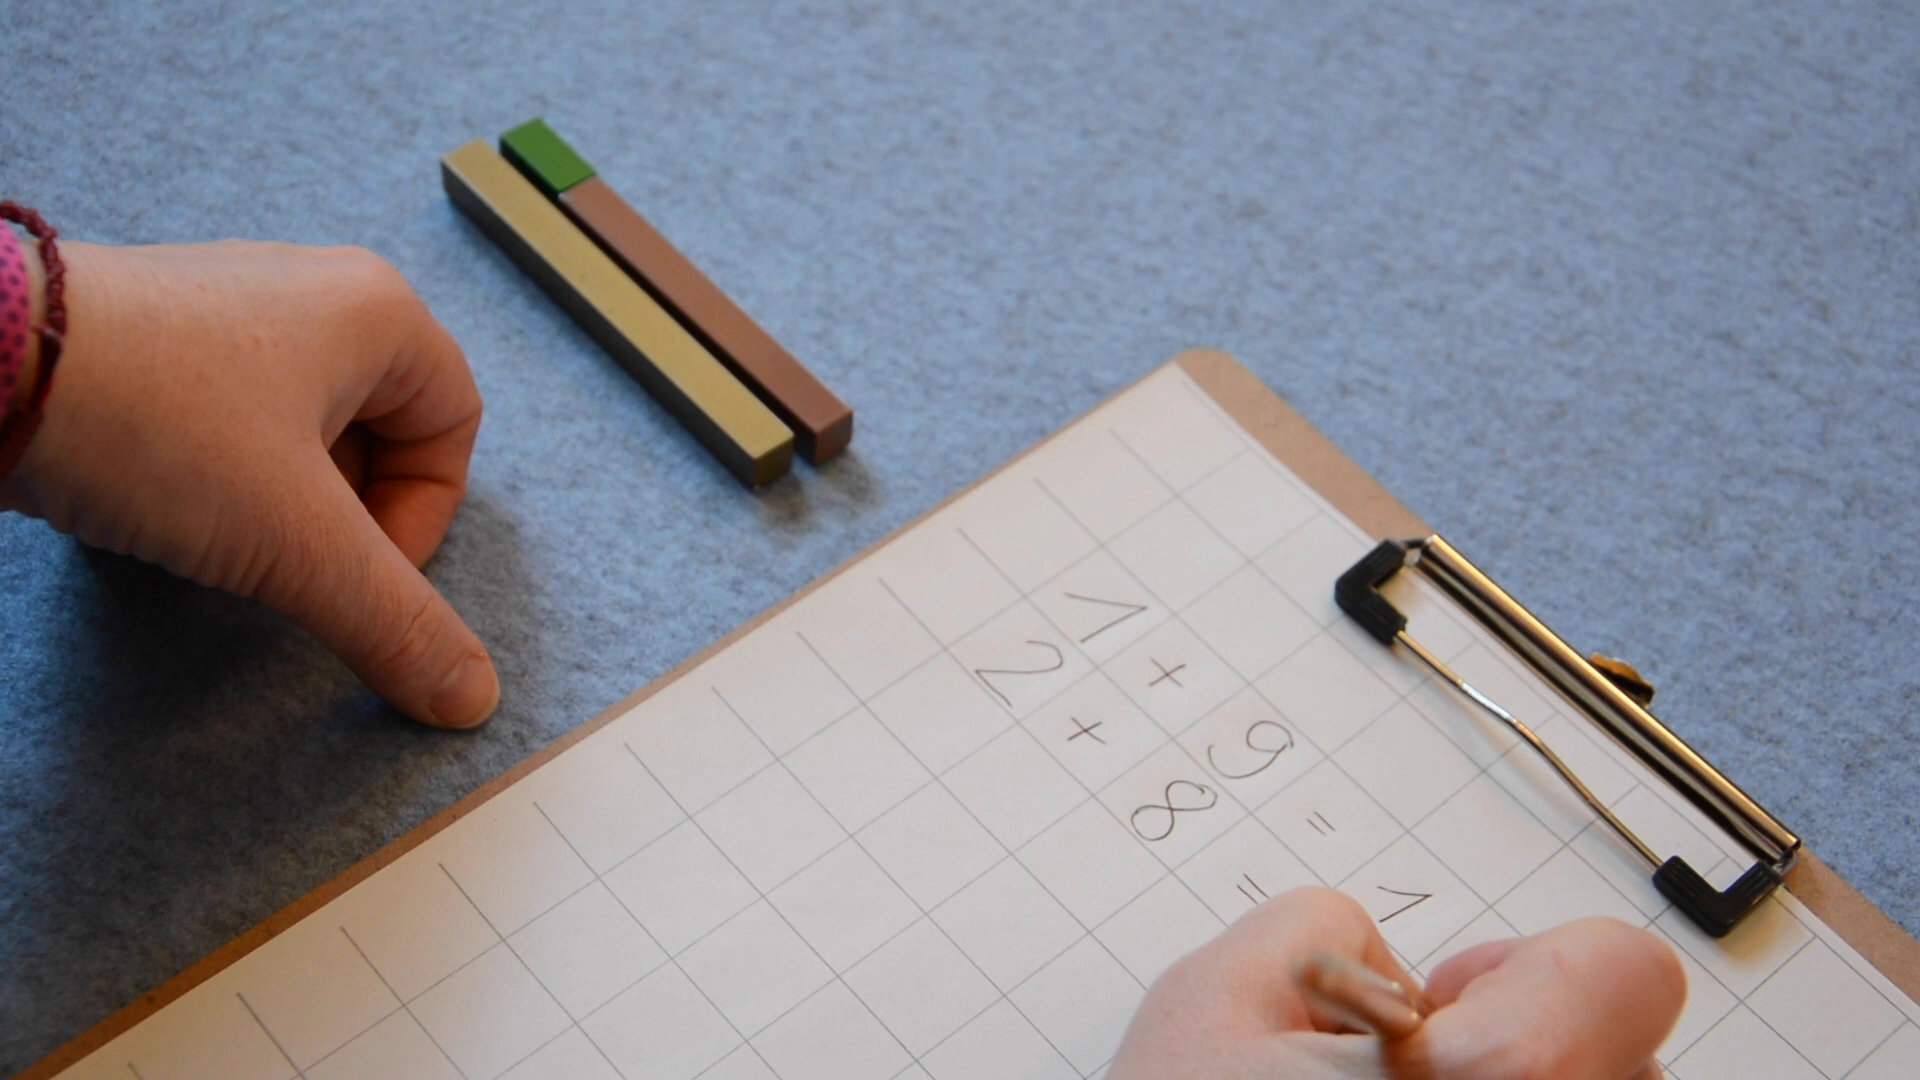 1 + 9 = 1
2 + 8 =